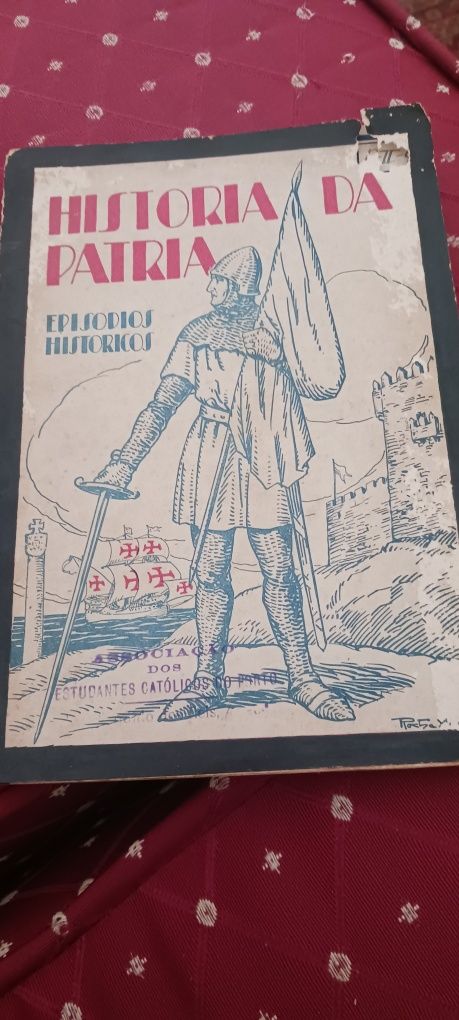 HISTORIA DA
PATRIA
EPISODIOS
HISTORICOS
ASSOCIAÇÃO
DOS
ESTUDANTES CATÓLICOS DO PORTO